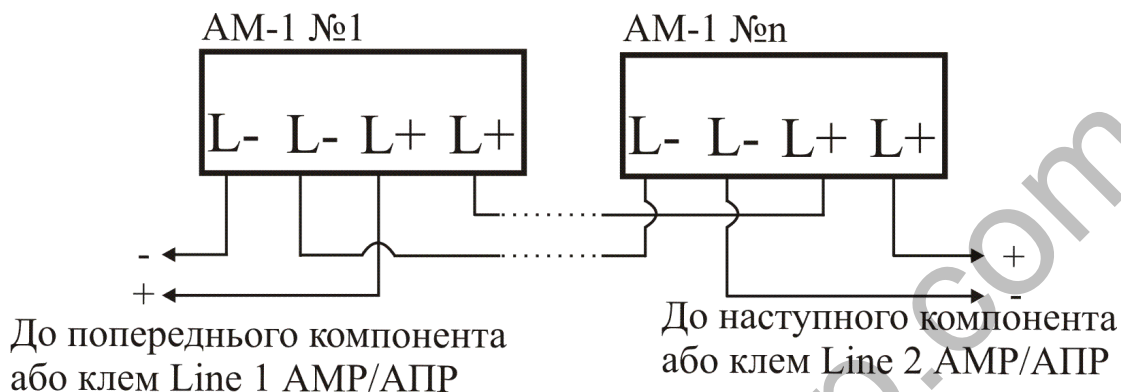 АМ-1 №1
АМ-1 №n
L- L- L+ L+
L- L- L+ L+
-
+
+
-
До попереднього компонента
або клем Line 1 АМР/АПР
До наступного компонента
або клем Line 2 АМР/АПР
p.com